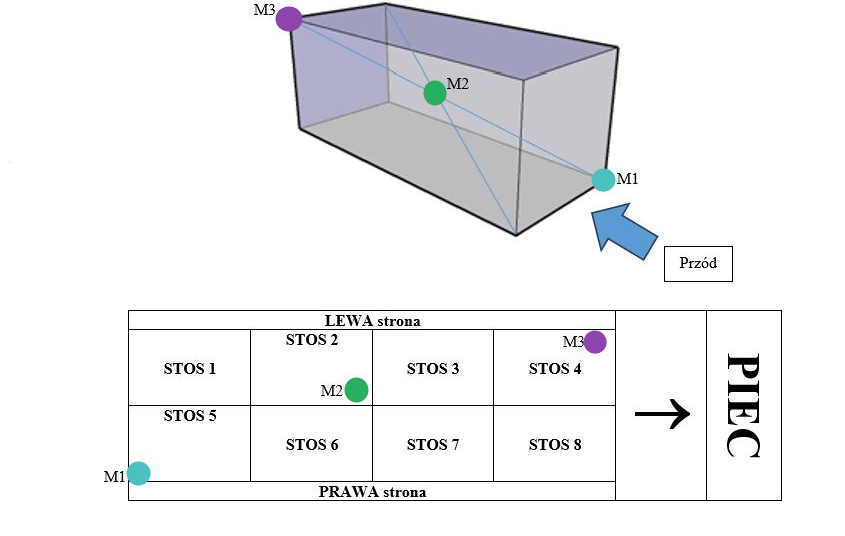 M3
M2
M1
Przód
LEWA strona
STOS 1
STOS 2
STOS 3
M3
STOS 4
M2
STOS 5
STOS 6
STOS 7
STOS 8
M1
PRAWA strona
→
PIEC